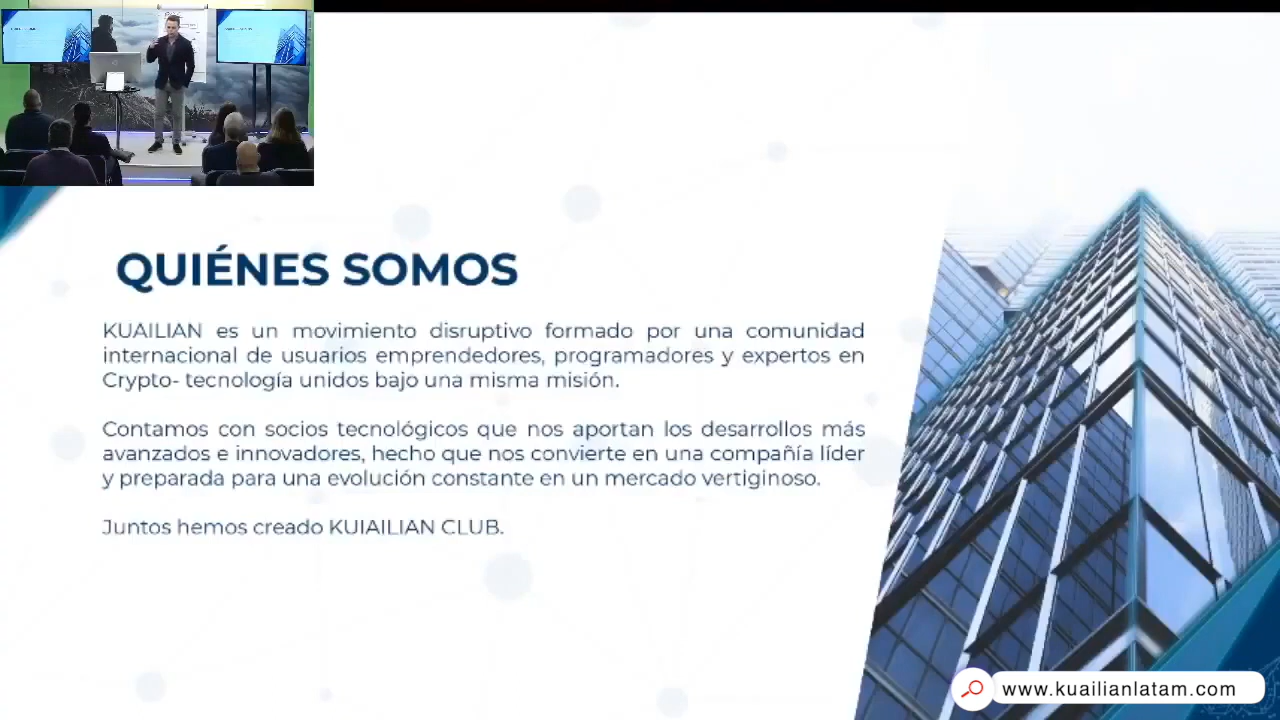 QUIÉNES SOMOS
KUAILIAN es un movimiento disruptivo formado por una comunidad
internacional de usuarios emprendedores, programadores y expertos en
Crypto- tecnología unidos bajo una misma misión.
Contamos con socios tecnológicos que nos aportan los desarrollos más
avanzados e innovadores, hecho que nos convierte en una compañía líder
y preparada para una evolución constante en un mercado vertiginoso.
Juntos hemos creado KUIAILIAN CLUB.
www.kuailianlatam.com